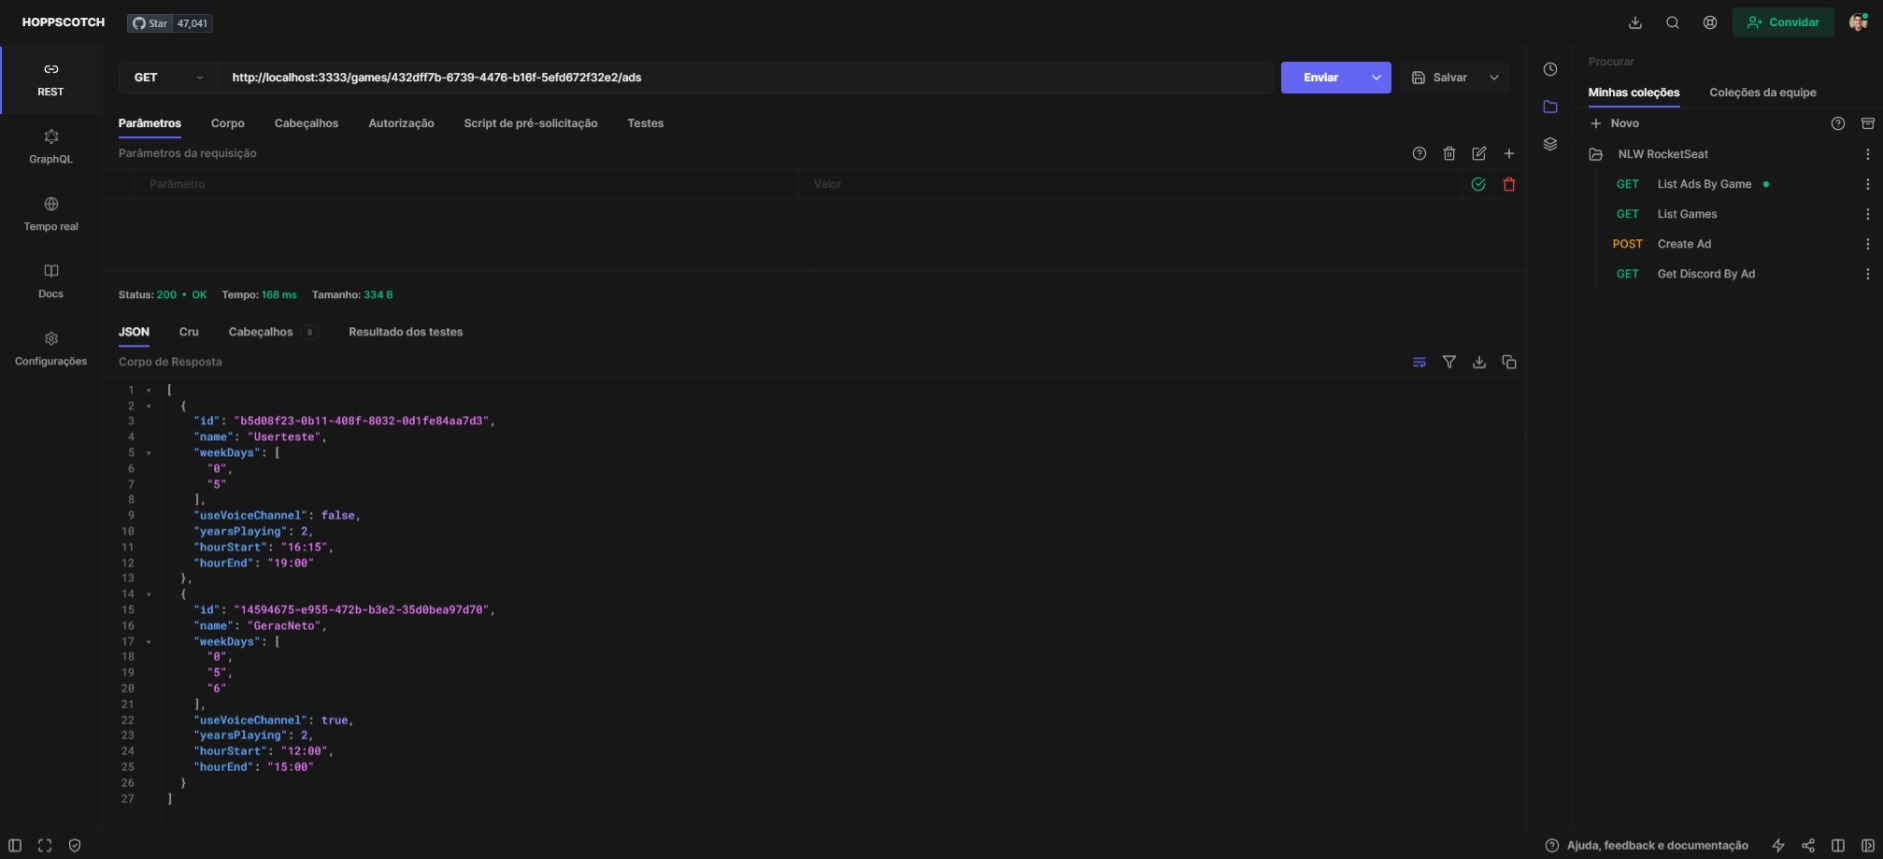 HOPPSCOTCH
Star 47,041
Convidar
REST
GraphQL
Tempo real
Docs
Configurações
GET http://localhost:3333/games/432dff7b-6739-4476-b16f-5efd672f32e2/ads Enviar Salvar
Parâmetros Corpo Cabeçalhos Autorização Script de pré-solicitação Testes
Parâmetros da requisição
Parâmetro Valor
Status: 200 • OK Tempo: 168 ms Tamanho: 334 B
JSON Cru Cabeçalhos 8 Resultado dos testes
Corpo de Resposta
1 [
2 {
3 "id": "b5d08f23-0b11-408f-8032-0d1fe84aa7d3",
4 "name": "Userteste",
5 "weekDays": [
6 "0",
7 "5"
8 ],
9 "useVoiceChannel": false,
10 "yearsPlaying": 2,
11 "hourStart": "16:15",
12 "hourEnd": "19:00"
13 },
14 {
15 "id": "14594675-e955-472b-b3e2-35d0bea97d70",
16 "name": "GeracNeto",
17 "weekDays": [
18 "0",
19 "5",
20 "6"
21 ],
22 "useVoiceChannel": true,
23 "yearsPlaying": 2,
24 "hourStart": "12:00",
25 "hourEnd": "15:00"
26 }
27 ]
Procurar
Minhas coleções Coleções da equipe
Novo
NLW RocketSeat
GET List Ads By Game
GET List Games
POST Create Ad
GET Get Discord By Ad
Ajuda, feedback e documentação